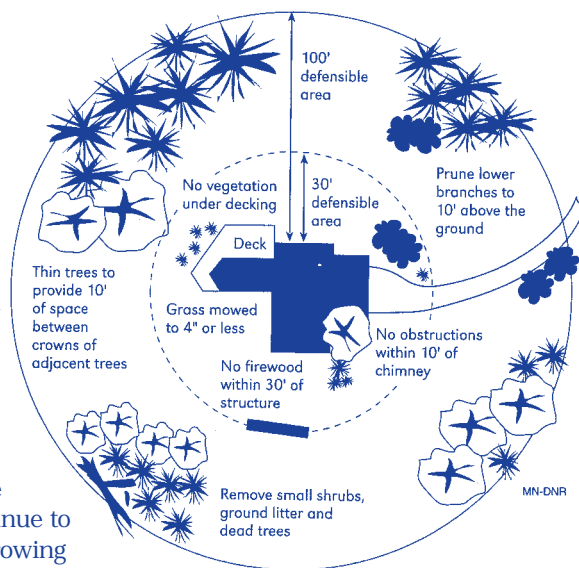 100'
defensible
area
No vegetation
under decking
30'
defensible
area
Prune lower
branches to
10' above the
ground
Deck
Thin trees to
provide 10'
of space
between
crowns of
adjacent trees
Grass mowed
to 4" or less
No obstructions
within 10' of
chimney
No firewood
within 30' of
structure
Remove small shrubs,
ground litter and
dead trees
MN-DNR
nue to
owing